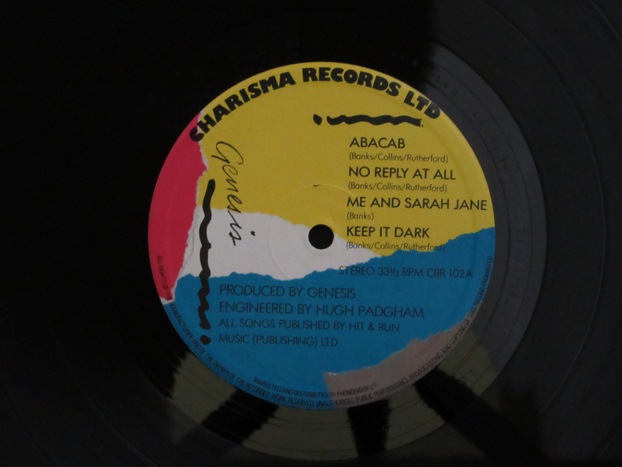 CHARISMA RECORDS LTD
Genesis
ABACAB
(Banks/Collins/Rutherford)
NO REPLY AT ALL
(Banks/Collins/Rutherford)
ME AND SARAH JANE
(Banks)
KEEP IT DARK
(Banks/Collins/Rutherford)
STEREO 33⅓ RPM CBR 102A
PRODUCED BY GENESIS
ENGINEERED BY HUGH PADGHAM
ALL SONGS PUBLISHED BY HIT & RUN
MUSIC (PUBLISHING) LTD